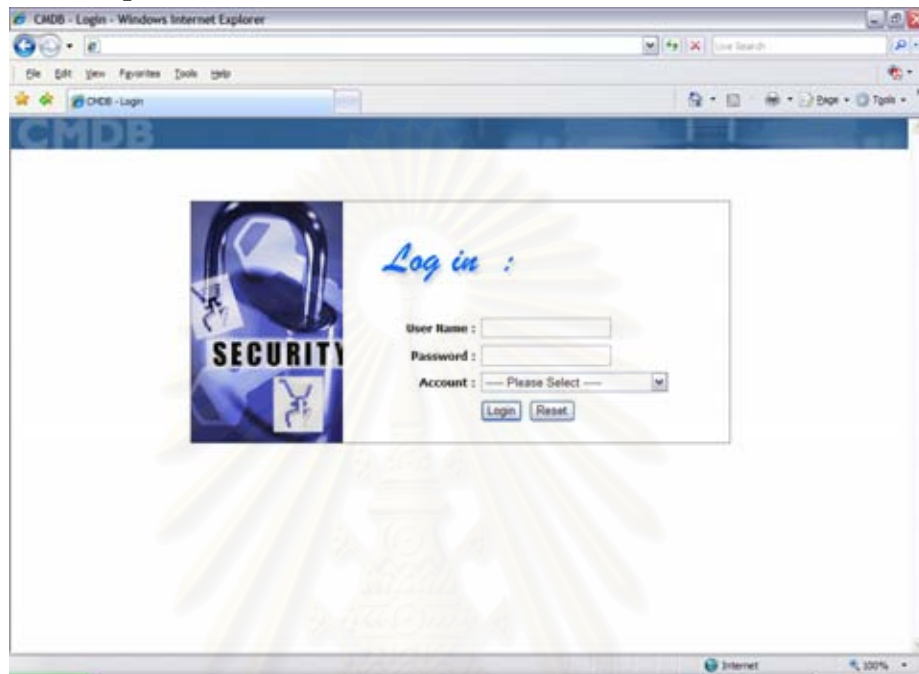 CMDB - Login - Windows Internet Explorer
Live Search
File Edit View Favorites Tools Help
CMDB - Login
Page Tools
CMDB
Log in :
SECURITY
User Name :
Password :
Account : ---- Please Select ----
Login Reset
Internet 100%